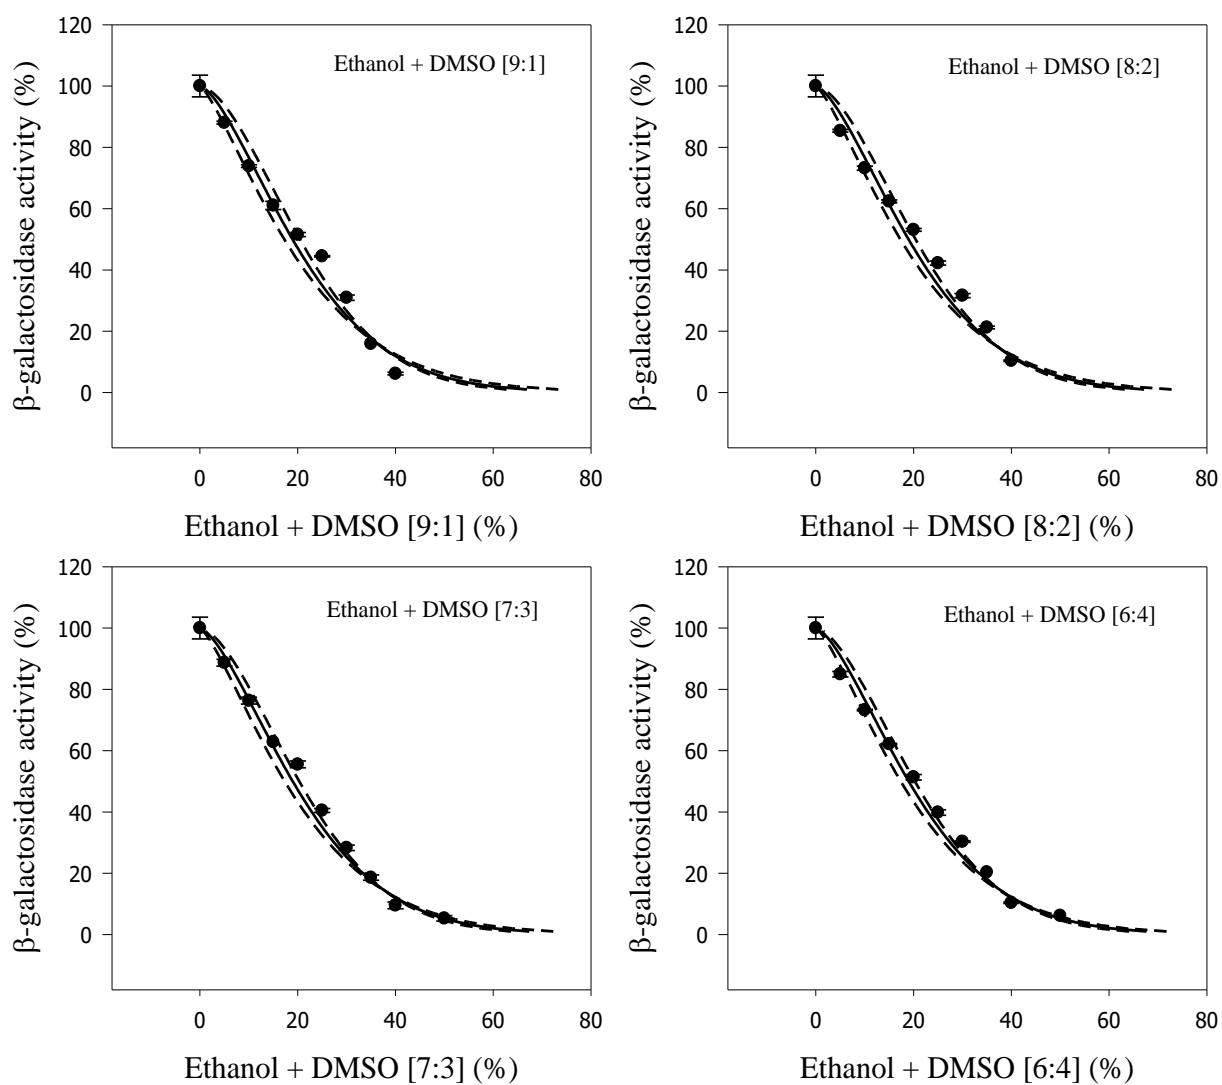 120
100
80
60
40
20
0
β-galactosidase activity (%)
Ethanol + DMSO [9:1]
0 20 40 60 80
Ethanol + DMSO [9:1] (%)
120
100
80
60
40
20
0
β-galactosidase activity (%)
Ethanol + DMSO [8:2]
0 20 40 60 80
Ethanol + DMSO [8:2] (%)
120
100
80
60
40
20
0
β-galactosidase activity (%)
Ethanol + DMSO [7:3]
0 20 40 60 80
Ethanol + DMSO [7:3] (%)
120
100
80
60
40
20
0
β-galactosidase activity (%)
Ethanol + DMSO [6:4]
0 20 40 60 80
Ethanol + DMSO [6:4] (%)